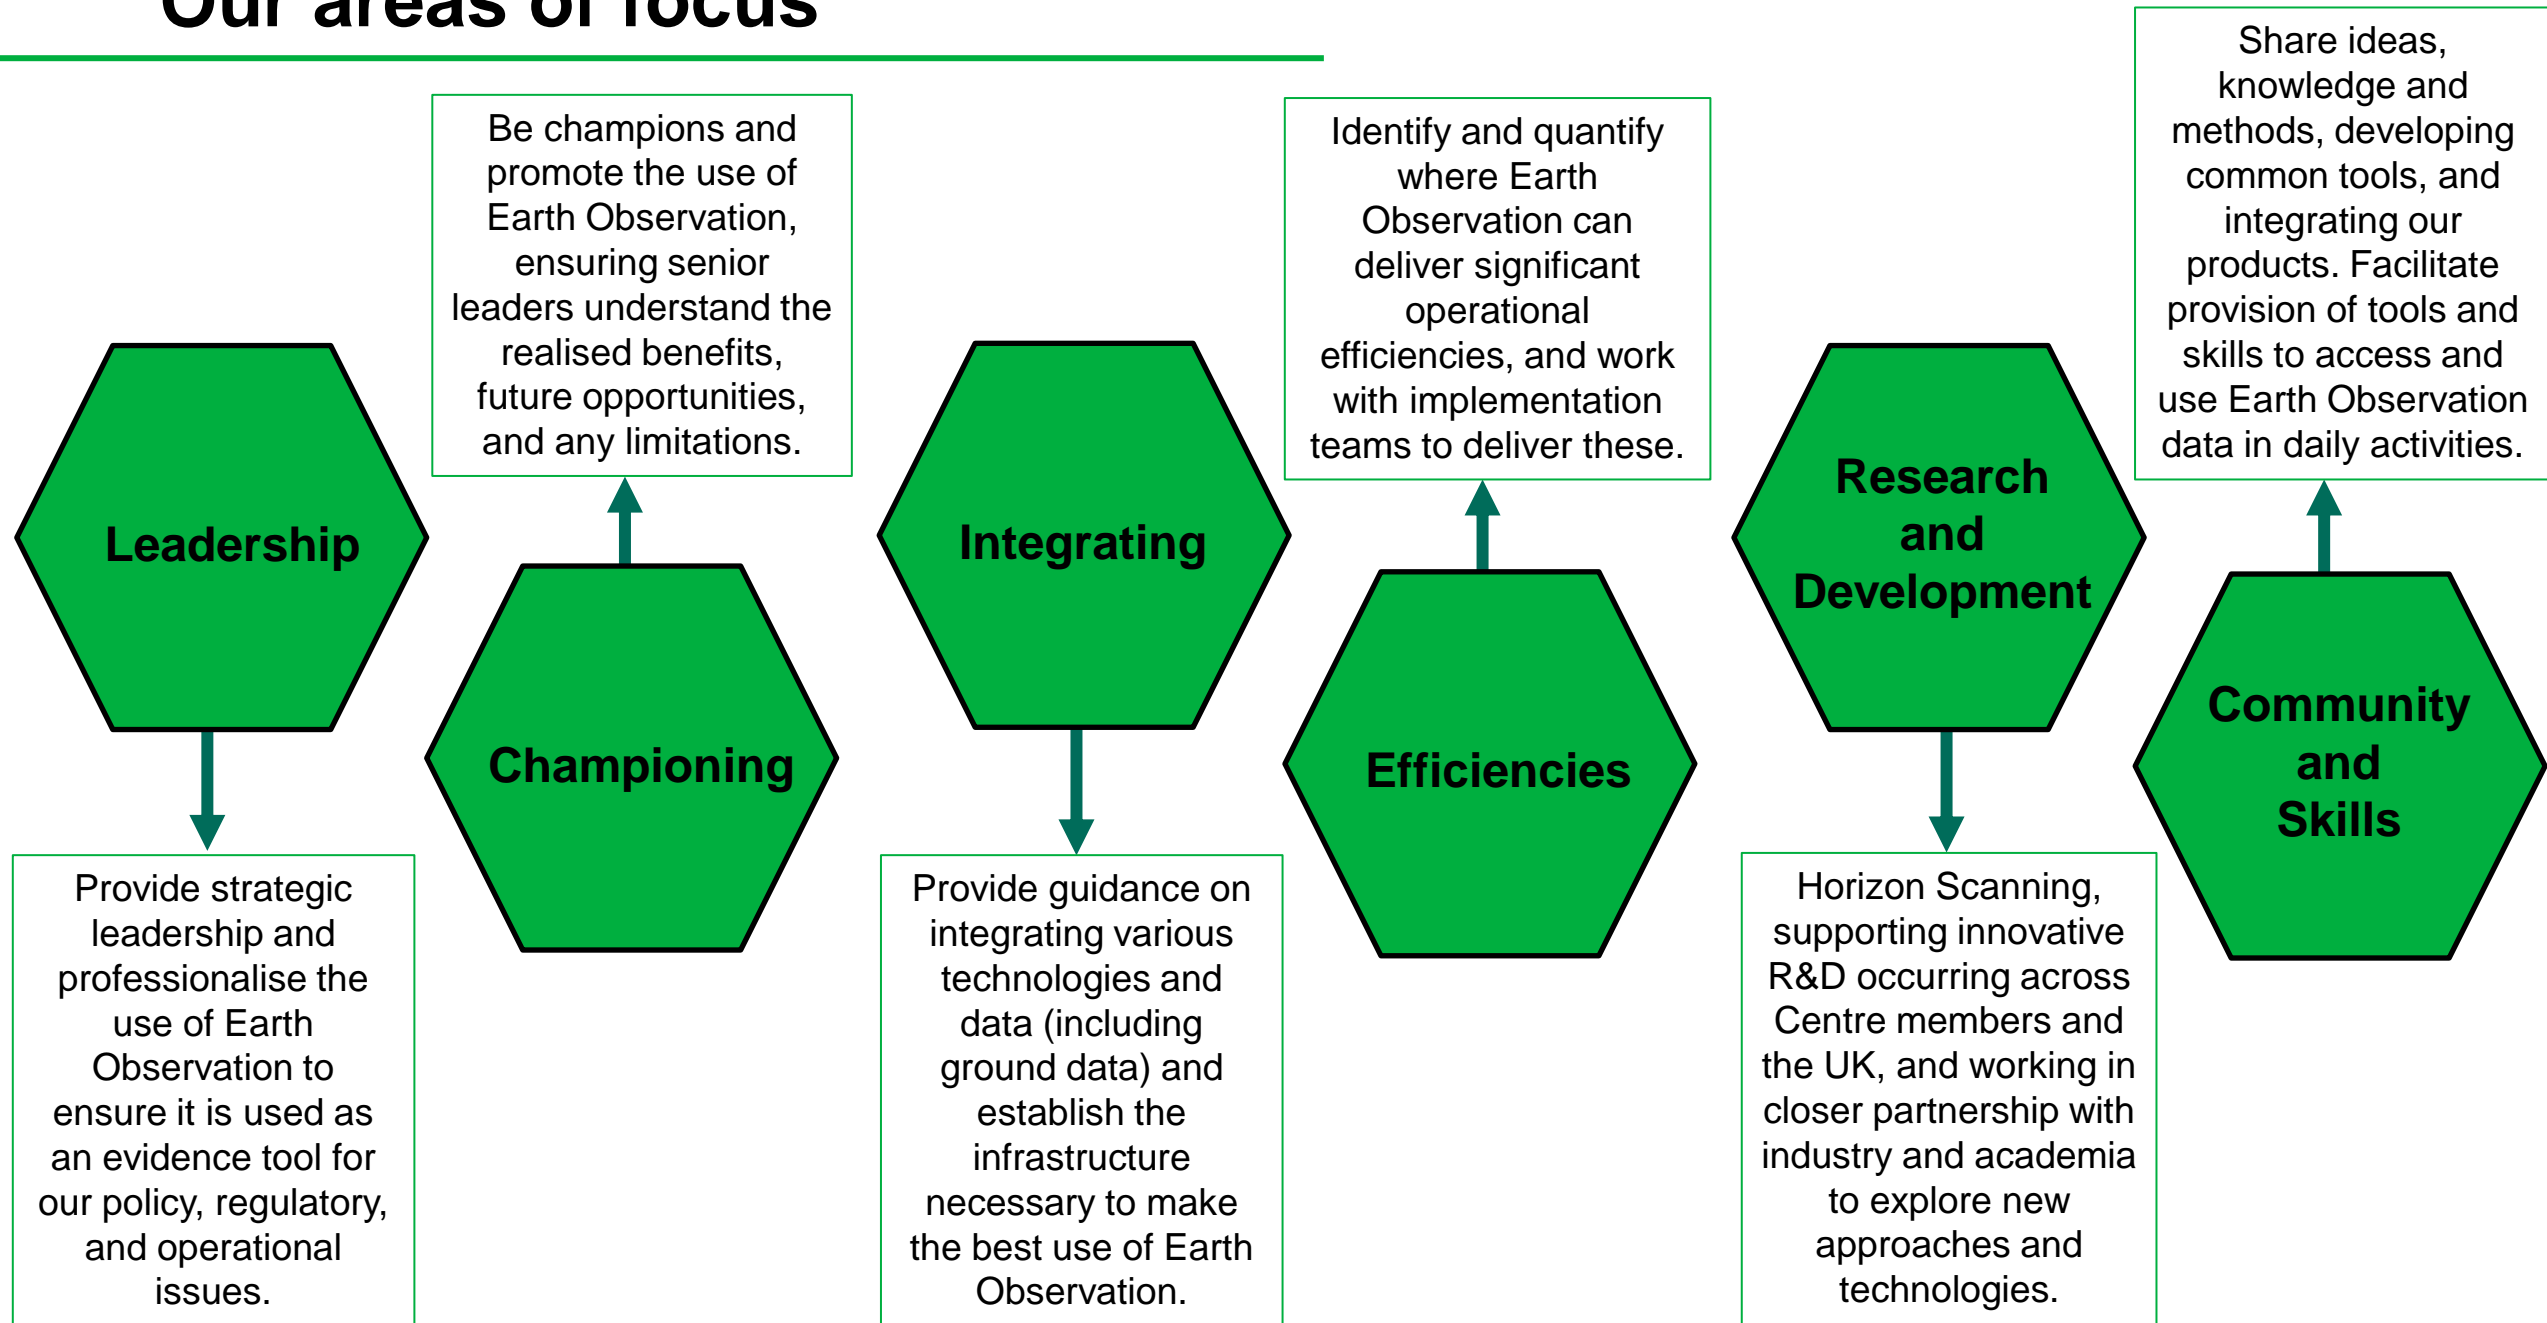 Our areas of focus
Be champions and
promote the use of
Earth Observation,
ensuring senior
leaders understand the
realised benefits,
future opportunities,
and any limitations.
Identify and quantify
where Earth
Observation can
deliver significant
operational
efficiencies, and work
with implementation
teams to deliver these.
Share ideas,
knowledge and
methods, developing
common tools, and
integrating our
products. Facilitate
provision of tools and
skills to access and
use Earth Observation
data in daily activities.
Leadership
Championing
Integrating
Efficiencies
Research
and
Development
Community
and
Skills
Provide strategic
leadership and
professionalise the
use of Earth
Observation to
ensure it is used as
an evidence tool for
our policy, regulatory,
and operational
issues.
Provide guidance on
integrating various
technologies and
data (including
ground data) and
establish the
infrastructure
necessary to make
the best use of Earth
Observation.
Horizon Scanning,
supporting innovative
R&D occurring across
Centre members and
the UK, and working in
closer partnership with
industry and academia
to explore new
approaches and
technologies.